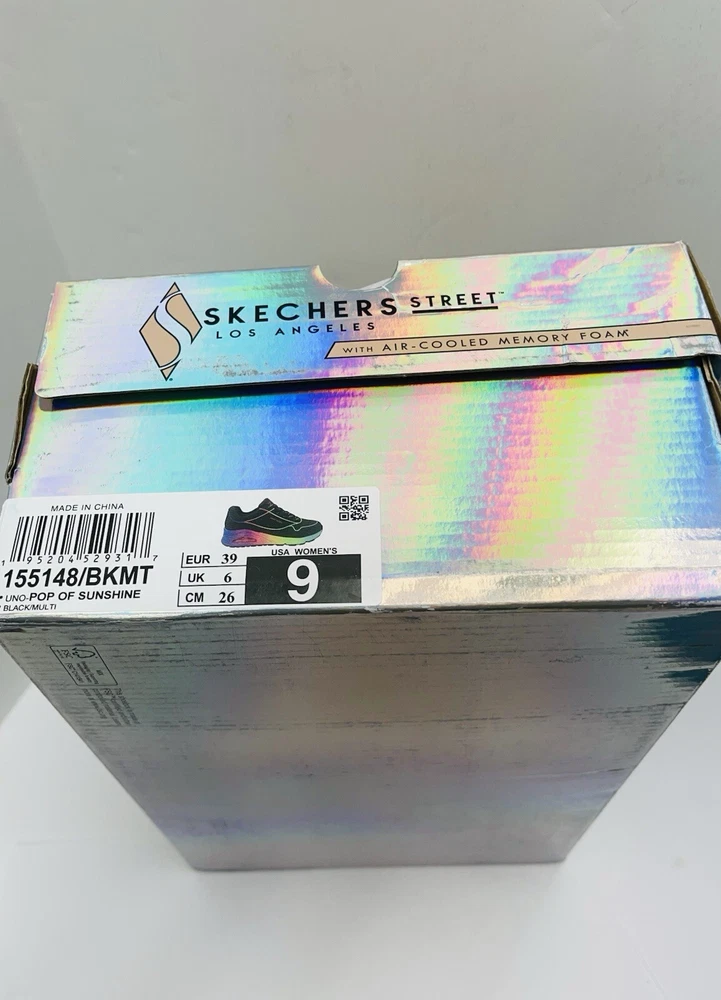 SKECHERS STREET™
LOS ANGELES
WITH AIR-COOLED MEMORY FOAM
MADE IN CHINA
1 95204 52931 7
155148/BKMT
UNO-POP OF SUNSHINE
BLACK/MULTI
EUR 39
UK 6
CM 26
USA WOMEN'S
9